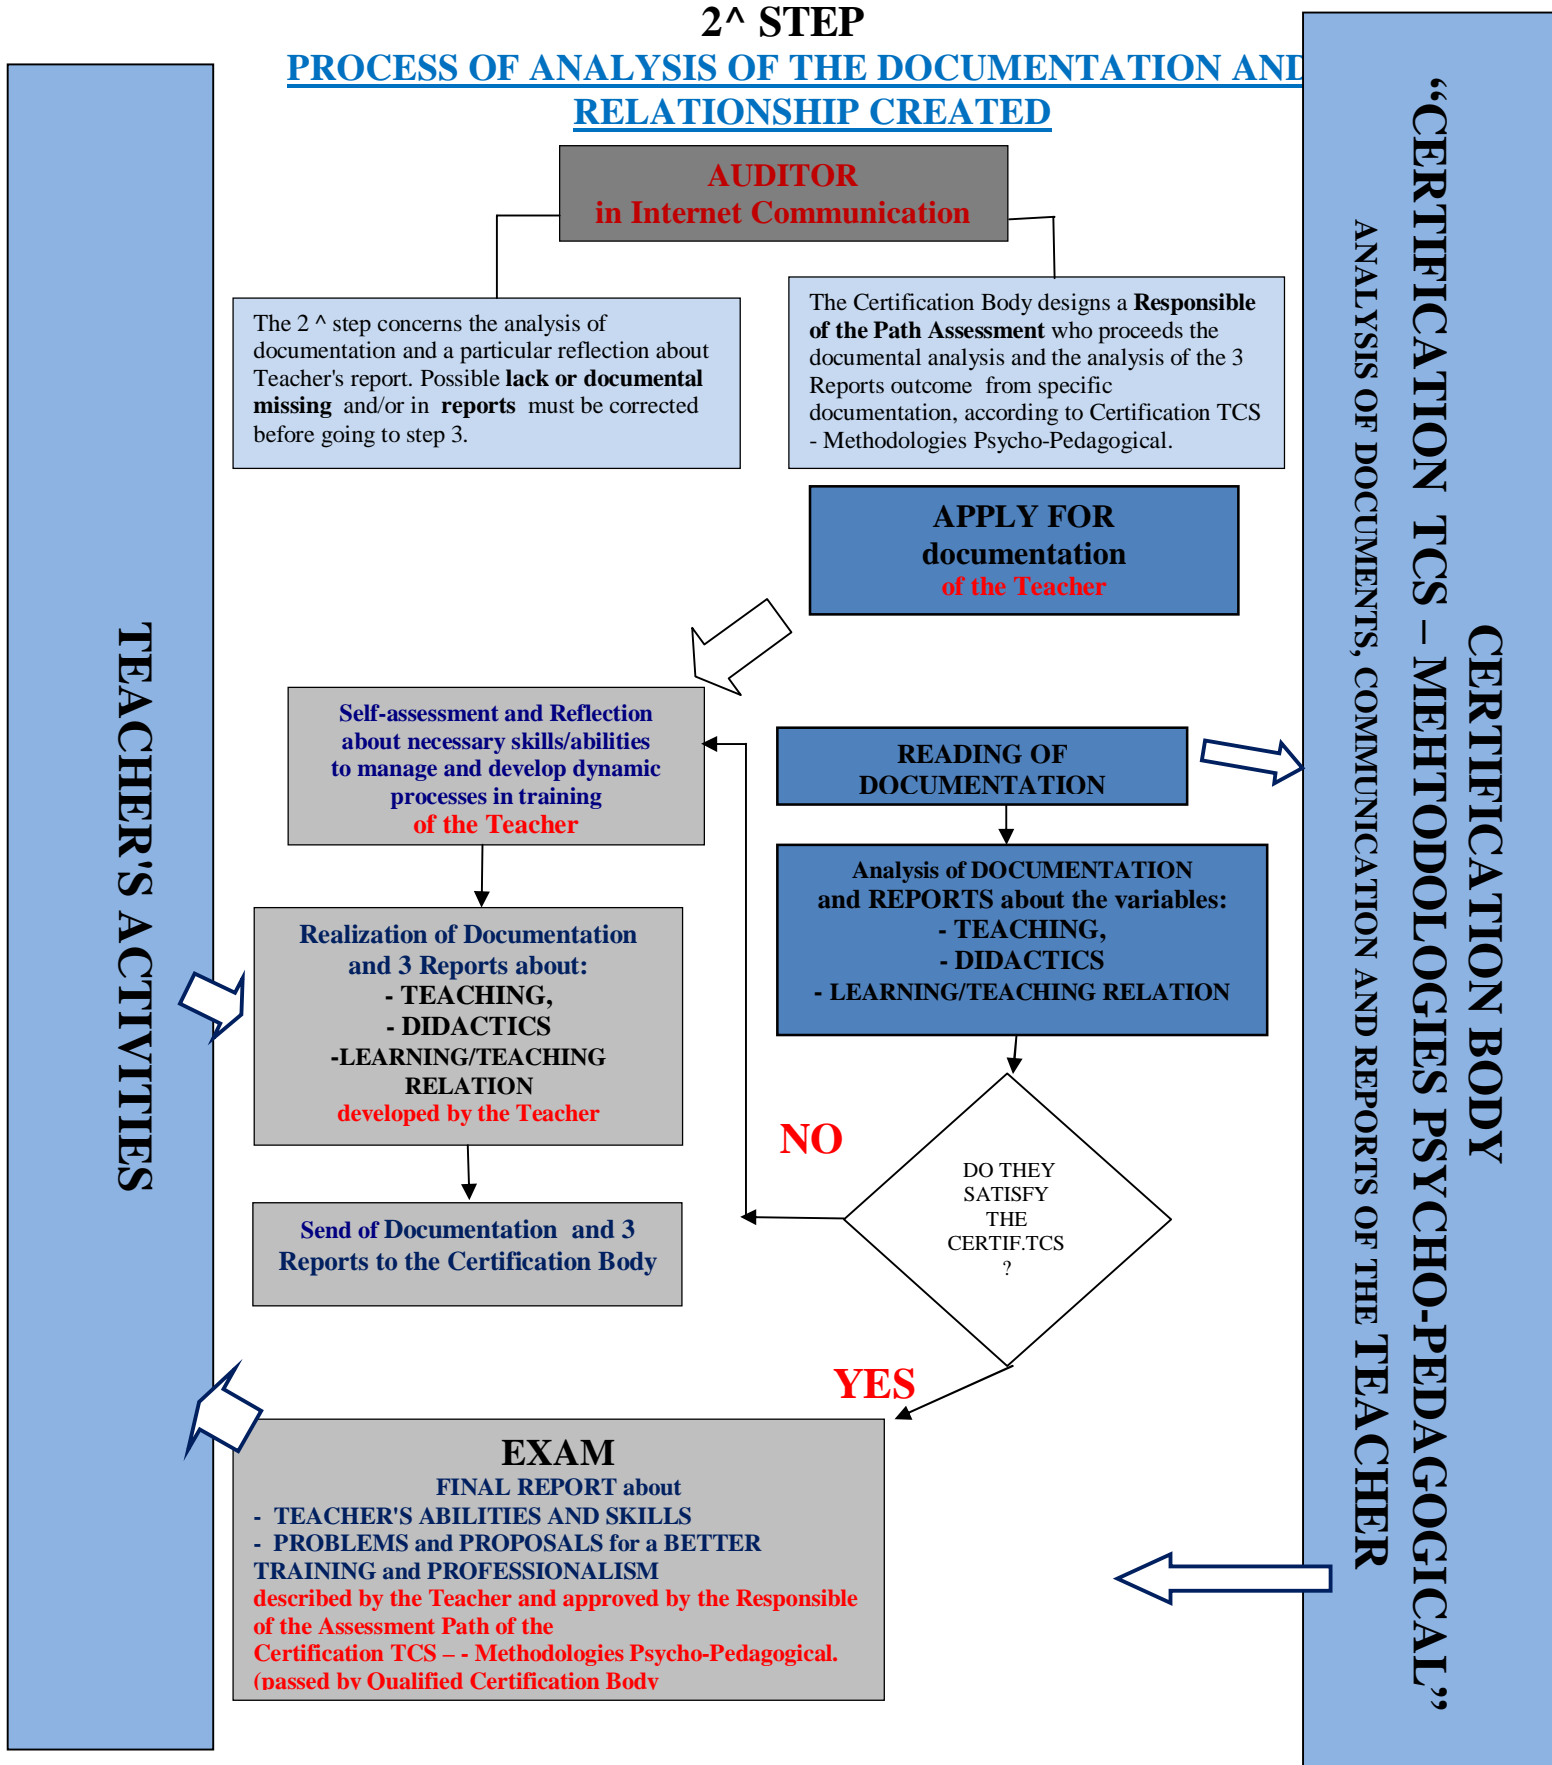 2^ STEP
PROCESS OF ANALYSIS OF THE DOCUMENTATION AND
RELATIONSHIP CREATED
AUDITOR
in Internet Communication
The 2 ^ step concerns the analysis of
documentation and a particular reflection about
Teacher's report. Possible lack or documental
missing and/or in reports must be corrected
before going to step 3.
The Certification Body designs a Responsible
of the Path Assessment who proceeds the
documental analysis and the analysis of the 3
Reports outcome from specific
documentation, according to Certification TCS
- Methodologies Psycho-Pedagogical.
APPLY FOR
documentation
of the Teacher
TEACHER'S ACTIVITIES
Self-assessment and Reflection
about necessary skills/abilities
to manage and develop dynamic
processes in training
of the Teacher
READING OF
DOCUMENTATION
Realization of Documentation
and 3 Reports about:
- TEACHING,
- DIDACTICS
-LEARNING/TEACHING
RELATION
developed by the Teacher
Analysis of DOCUMENTATION
and REPORTS about the variables:
- TEACHING,
- DIDACTICS
- LEARNING/TEACHING RELATION
NO
DO THEY
SATISFY
THE
CERTIF.TCS
?
Send of Documentation and 3
Reports to the Certification Body
YES
EXAM
FINAL REPORT about
- TEACHER'S ABILITIES AND SKILLS
- PROBLEMS and PROPOSALS for a BETTER
TRAINING and PROFESSIONALISM
described by the Teacher and approved by the Responsible
of the Assessment Path of the
Certification TCS – - Methodologies Psycho-Pedagogical.
(passed by Qualified Certification Body
CERTIFICATION BODY
“CERTIFICATION TCS – MEHTODOLOGIES PSYCHO-PEDAGOGICAL”
ANALYSIS OF DOCUMENTS, COMMUNICATION AND REPORTS OF THE TEACHER